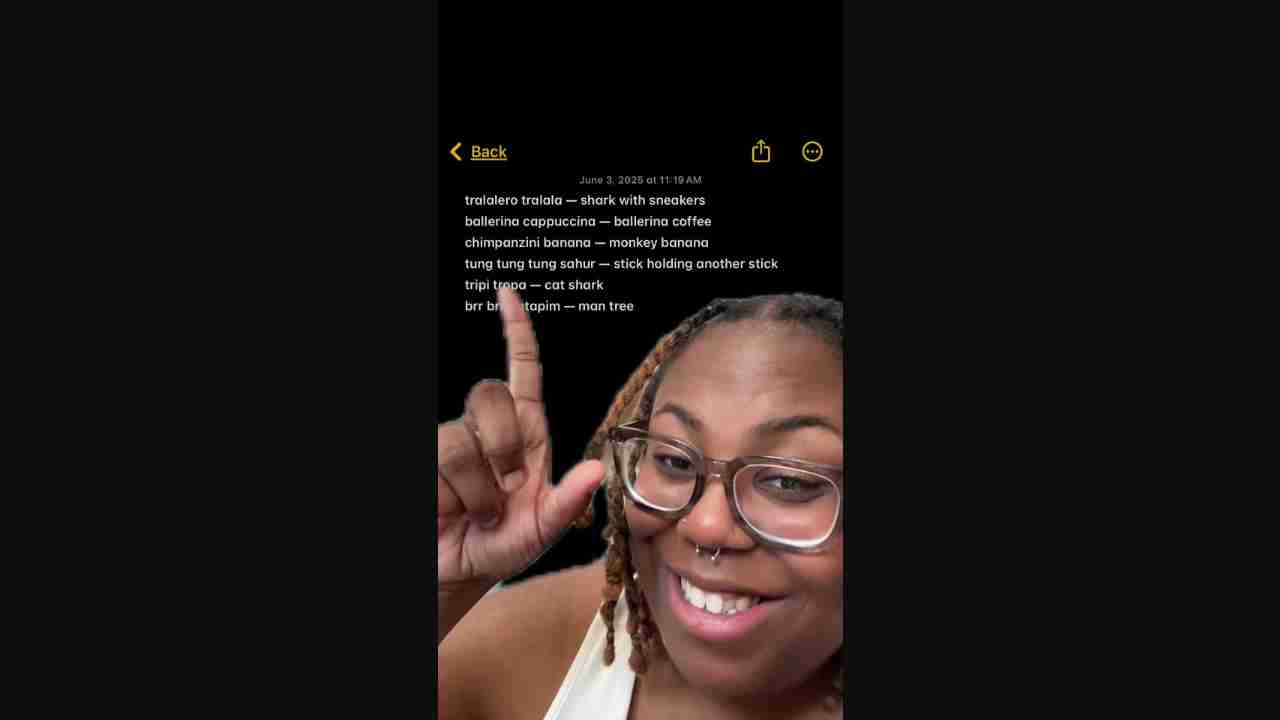 Back
June 3, 2025 at 11:19 AM
tralalero tralala — shark with sneakers
ballerina cappuccina — ballerina coffee
chimpanzini banana — monkey banana
tung tung tung sahur — stick holding another stick
tripi tropa — cat shark
brr — man tree